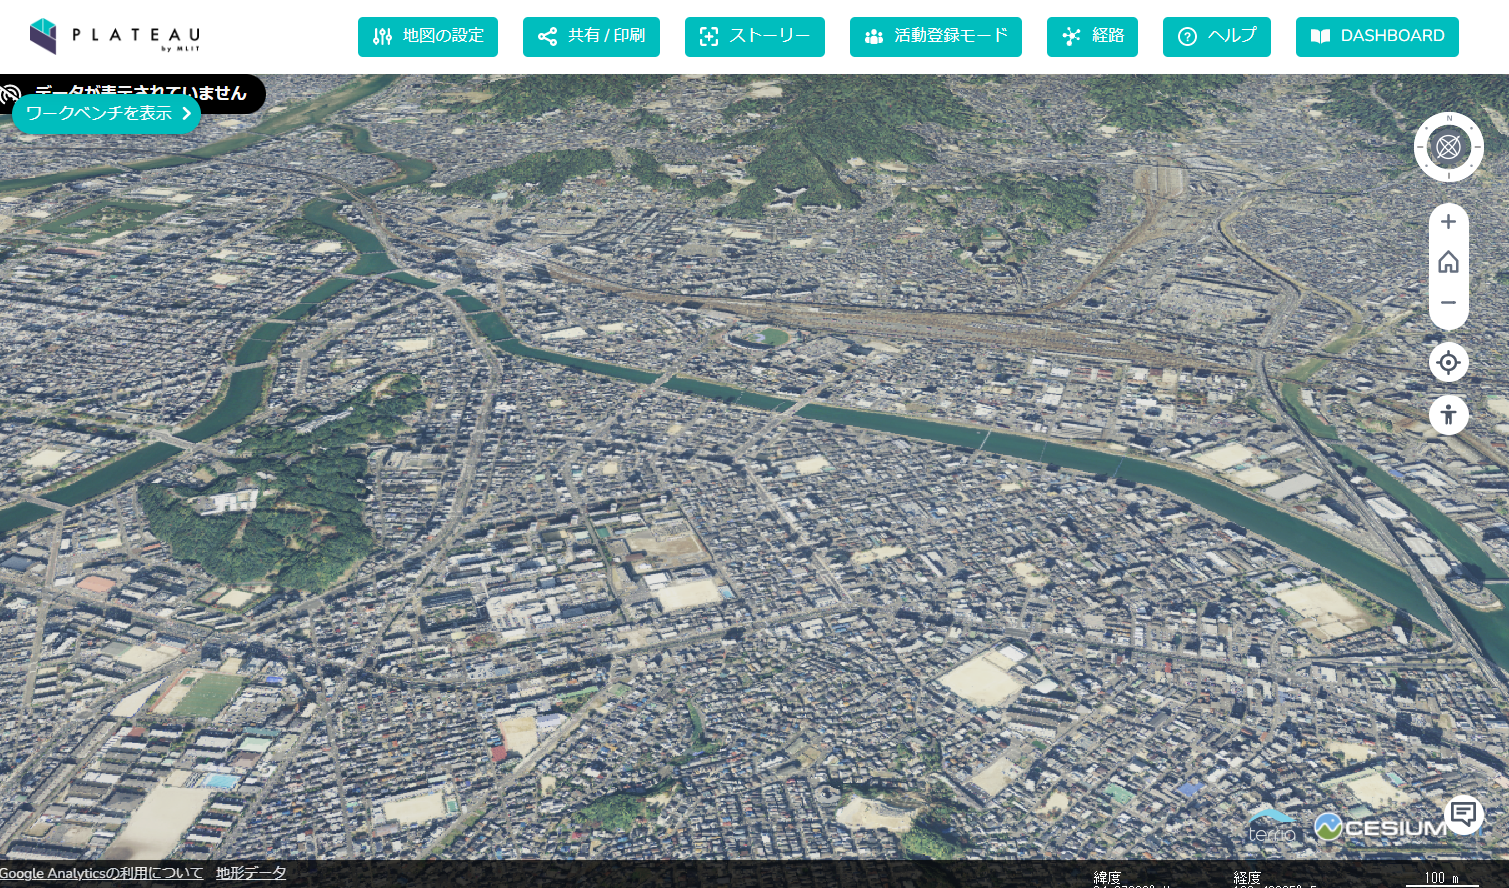 PLATEAU
by MLIT
地図の設定
共有 / 印刷
ストーリー
活動登録モード
経路
ヘルプ
DASHBOARD
データが表示されていません
ワークベンチを表示
N
terria
CESIUM
Google Analyticsの利用について
地形データ
緯度
経度
100 m